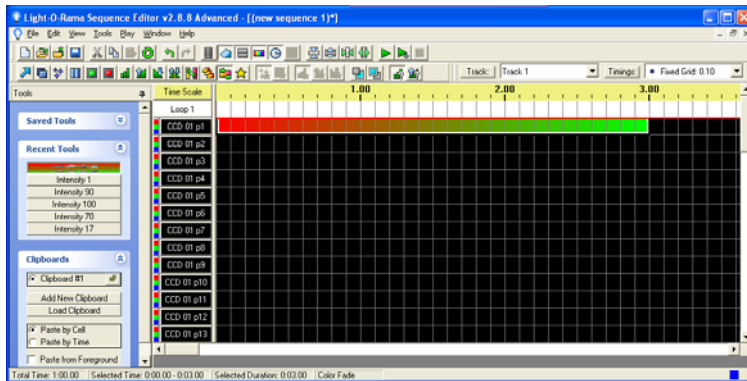 Light-O-Rama Sequence Editor v2.8.8 Advanced - [(new sequence 1)*]
File Edit View Tools Play Window Help
Track: Track 1 Timings: Fixed Grid: 0.10
Tools Time Scale 1.00 2.00 3.00
Loop 1
Saved Tools
CCD 01 p1
CCD 01 p2
Recent Tools
CCD 01 p3
Intensity 1
CCD 01 p4
Intensity 90
CCD 01 p5
Intensity 100
Intensity 70
CCD 01 p6
Intensity 17
CCD 01 p7
CCD 01 p8
Clipboards
CCD 01 p9
Clipboard #1
CCD 01 p10
Add New Clipboard
CCD 01 p11
Load Clipboard
CCD 01 p12
Paste by Cell
Paste by Time
CCD 01 p13
Paste from Foreground
Total Time: 1:00.00 Selected Time: 0:00.00 - 0:03.00 Selected Duration: 0:03.00 Color Fade